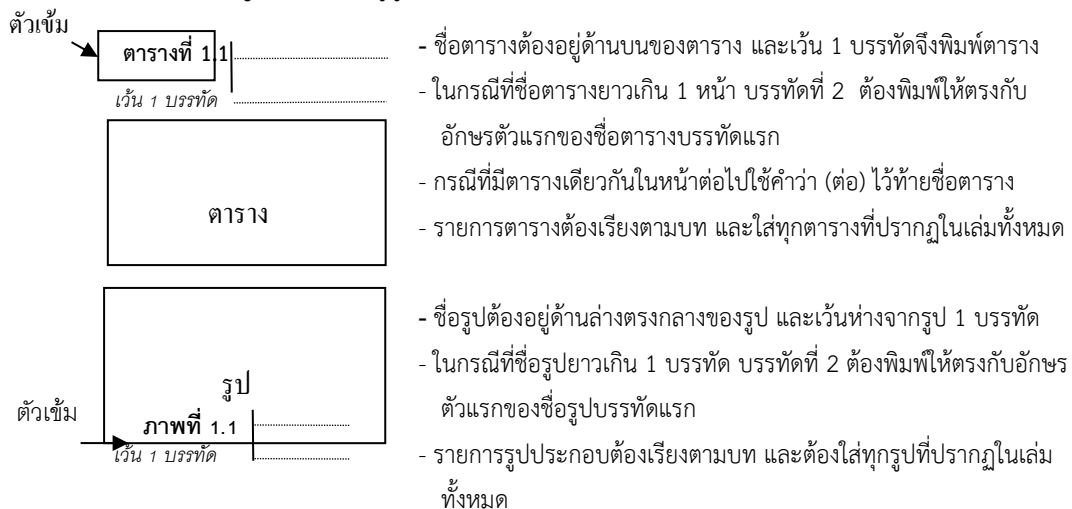 ตัวเข้ม
ตารางที่ 1.1
เว้น 1 บรรทัด
ตาราง
- ชื่อตารางต้องอยู่ด้านบนของตาราง และเว้น 1 บรรทัดจึงพิมพ์ตาราง
- ในกรณีที่ชื่อตารางยาวเกิน 1 หน้า บรรทัดที่ 2 ต้องพิมพ์ให้ตรงกับ
อักษรตัวแรกของชื่อตารางบรรทัดแรก
- กรณีที่มีตารางเดียวกันในหน้าต่อไปใช้คำว่า (ต่อ) ไว้ท้ายชื่อตาราง
- รายการตารางต้องเรียงตามบท และใส่ทุกตารางที่ปรากฏในเล่มทั้งหมด
รูป
ตัวเข้ม
ภาพที่ 1.1
เว้น 1 บรรทัด
- ชื่อรูปต้องอยู่ด้านล่างตรงกลางของรูป และเว้นห่างจากรูป 1 บรรทัด
- ในกรณีที่ชื่อรูปยาวเกิน 1 บรรทัด บรรทัดที่ 2 ต้องพิมพ์ให้ตรงกับอักษร
ตัวแรกของชื่อรูปบรรทัดแรก
- รายการรูปประกอบต้องเรียงตามบท และต้องใส่ทุกรูปที่ปรากฏในเล่ม
ทั้งหมด